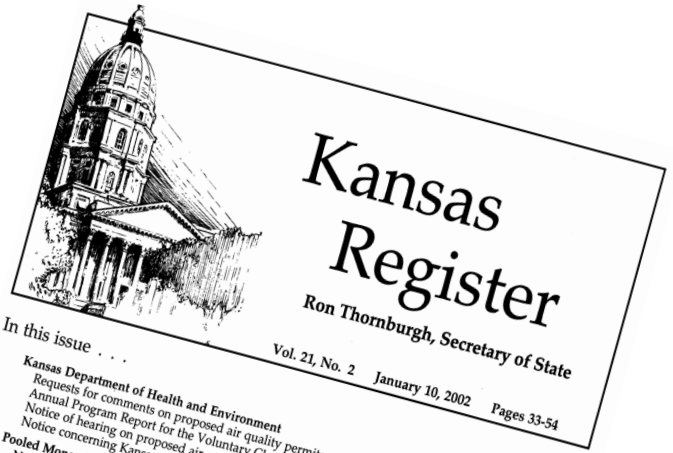 Kansas
Register
Ron Thornburgh, Secretary of State
Vol. 21, No. 2 January 10, 2002 Pages 33-54
In this issue . . .
Kansas Department of Health and Environment
Requests for comments on proposed air quality
Annual Program Report for the Voluntary
Notice of hearing on proposed
Notice concerning
Pooled